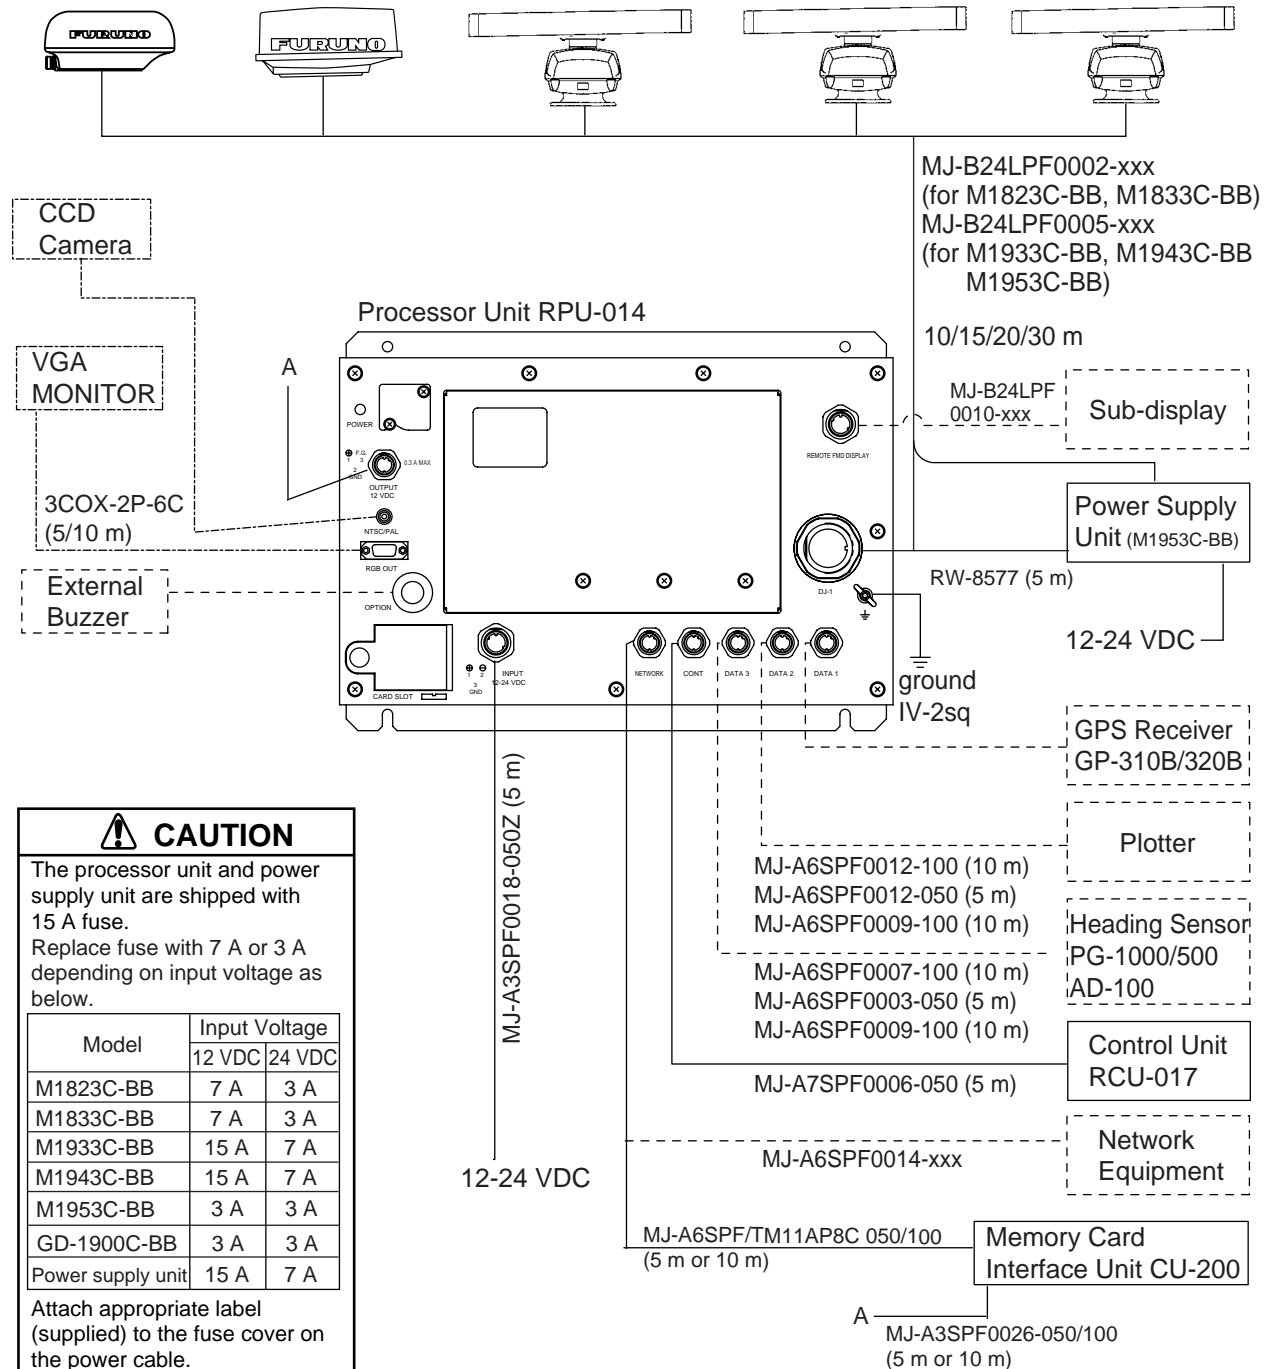 FURUNO
FURUNO
MJ-B24LPF0002-xxx
(for M1823C-BB, M1833C-BB)
MJ-B24LPF0005-xxx
(for M1933C-BB, M1943C-BB
M1953C-BB)
10/15/20/30 m
CCD
Camera
VGA
MONITOR
3COX-2P-6C
(5/10 m)
External
Buzzer
A
Processor Unit RPU-014
POWER
F.G.
1 3
2
GND
0.3 A MAX
OUTPUT
12 VDC
NTSC/PAL
RGB OUT
OPTION
CARD SLOT
1 2
3
GND
INPUT
12-24 VDC
NETWORK
CONT
DATA 3
DATA 2
DATA 1
REMOTE FMD DISPLAY
DJ-1
MJ-B24LPF
0010-xxx
Sub-display
Power Supply
Unit (M1953C-BB)
RW-8577 (5 m)
12-24 VDC
ground
IV-2sq
GPS Receiver
GP-310B/320B
Plotter
MJ-A6SPF0012-100 (10 m)
MJ-A6SPF0012-050 (5 m)
MJ-A6SPF0009-100 (10 m)
Heading Sensor
PG-1000/500
AD-100
MJ-A6SPF0007-100 (10 m)
MJ-A6SPF0003-050 (5 m)
MJ-A6SPF0009-100 (10 m)
Control Unit
RCU-017
MJ-A7SPF0006-050 (5 m)
Network
Equipment
MJ-A6SPF0014-xxx
MJ-A3SPF0018-050Z (5 m)
12-24 VDC
MJ-A6SPF/TM11AP8C 050/100
(5 m or 10 m)
Memory Card
Interface Unit CU-200
A
MJ-A3SPF0026-050/100
(5 m or 10 m)
CAUTION
The processor unit and power
supply unit are shipped with
15 A fuse.
Replace fuse with 7 A or 3 A
depending on input voltage as
below.
Model Input Voltage
12 VDC 24 VDC
M1823C-BB 7 A 3 A
M1833C-BB 7 A 3 A
M1933C-BB 15 A 7 A
M1943C-BB 15 A 7 A
M1953C-BB 3 A 3 A
GD-1900C-BB 3 A 3 A
Power supply unit 15 A 7 A
Attach appropriate label
(supplied) to the fuse cover on
the power cable.